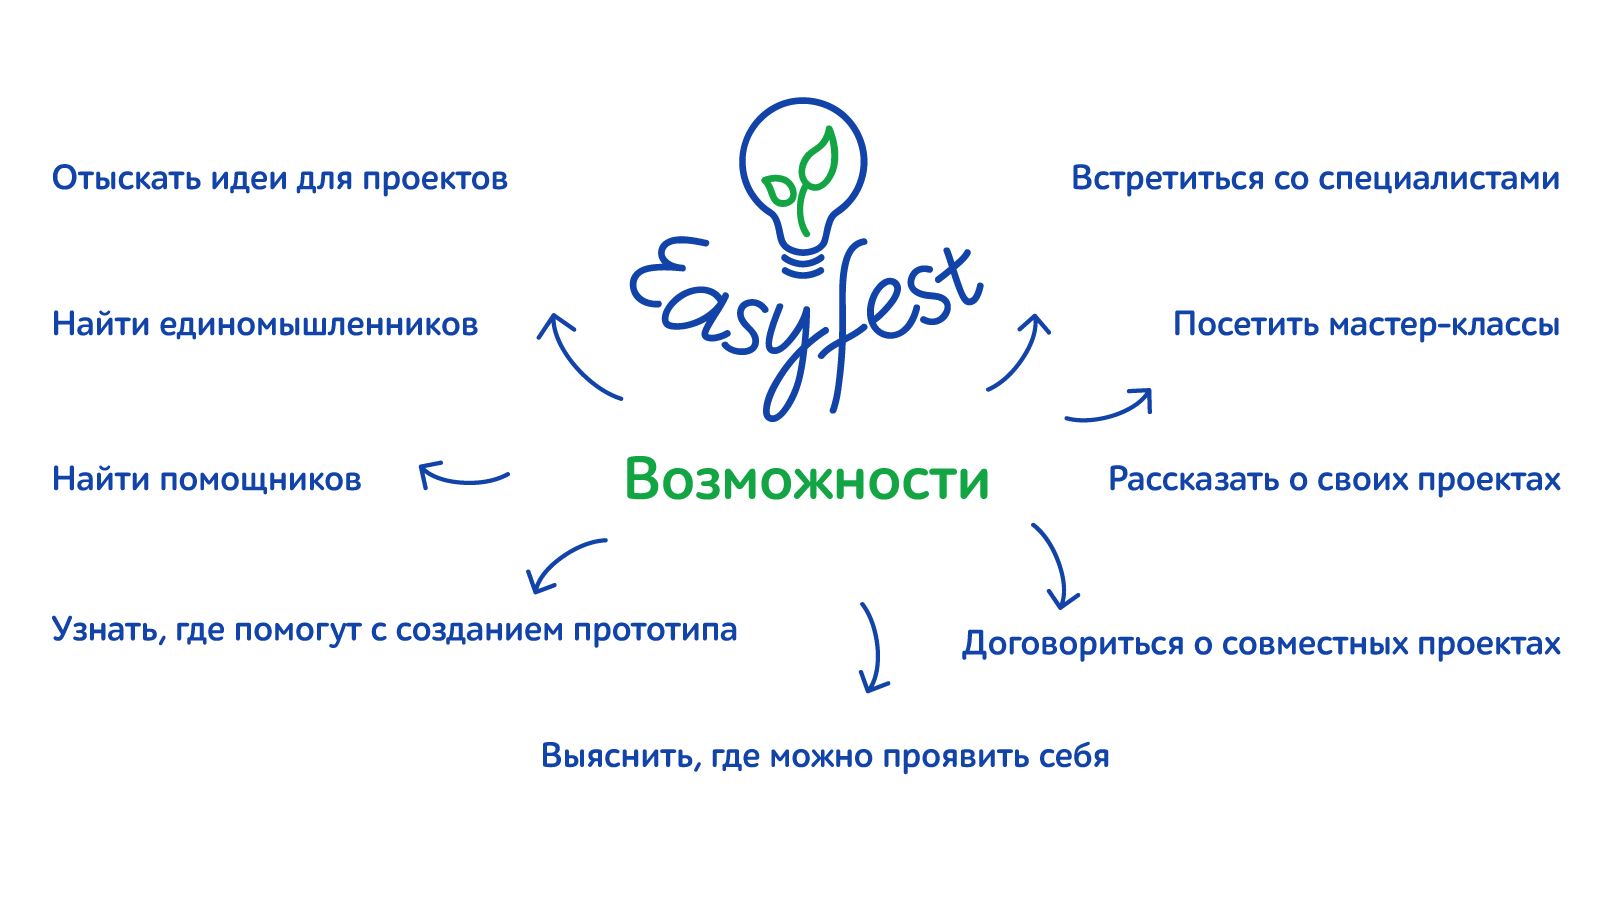 Easyfest
Возможности
Отыскать идеи для проектов
Найти единомышленников
Найти помощников
Узнать, где помогут с созданием прототипа
Выяснить, где можно проявить себя
Встретиться со специалистами
Посетить мастер-классы
Рассказать о своих проектах
Договориться о совместных проектах